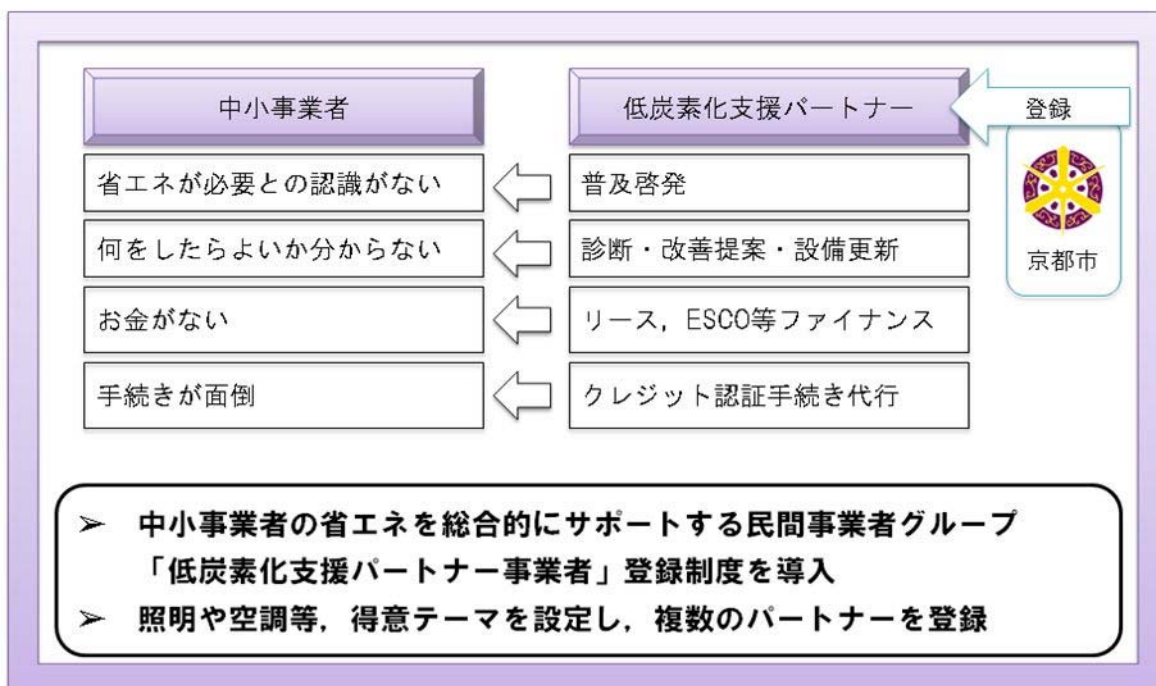 中小事業者
低炭素化支援パートナー
登録
省エネが必要との認識がない
普及啓発
何をしたらよいか分からない
診断・改善提案・設備更新
京都市
お金がない
リース，ESCO等ファイナンス
手続きが面倒
クレジット認証手続き代行
➢ 中小事業者の省エネを総合的にサポートする民間事業者グループ
「低炭素化支援パートナー事業者」登録制度を導入
➢ 照明や空調等，得意テーマを設定し，複数のパートナーを登録